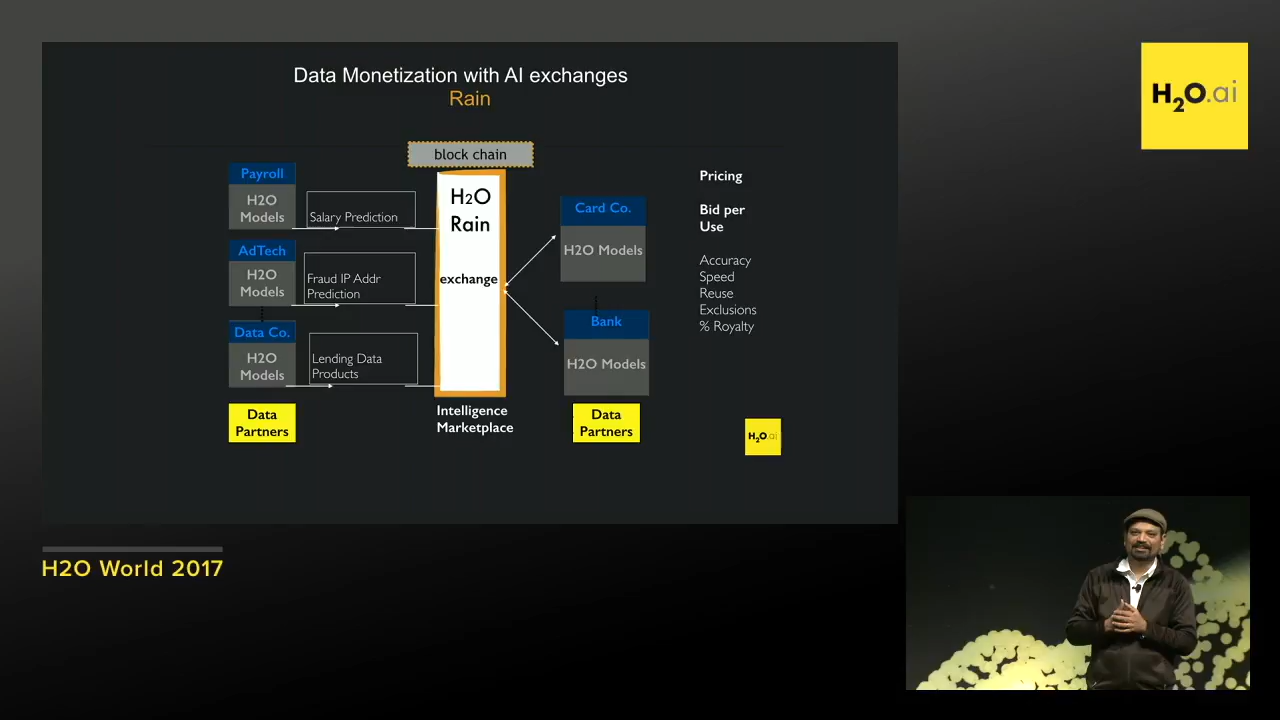 Data Monetization with AI exchanges
Rain
H2O.ai
block chain
Payroll
H2O
Models
Salary Prediction
AdTech
H2O
Models
Fraud IP Addr
Prediction
Data Co.
H2O
Models
Lending Data
Products
Data
Partners
H2O
Rain
exchange
Intelligence
Marketplace
Card Co.
H2O Models
Bank
H2O Models
Data
Partners
Pricing
Bid per
Use
Accuracy
Speed
Reuse
Exclusions
% Royalty
H2O.ai
H2O World 2017